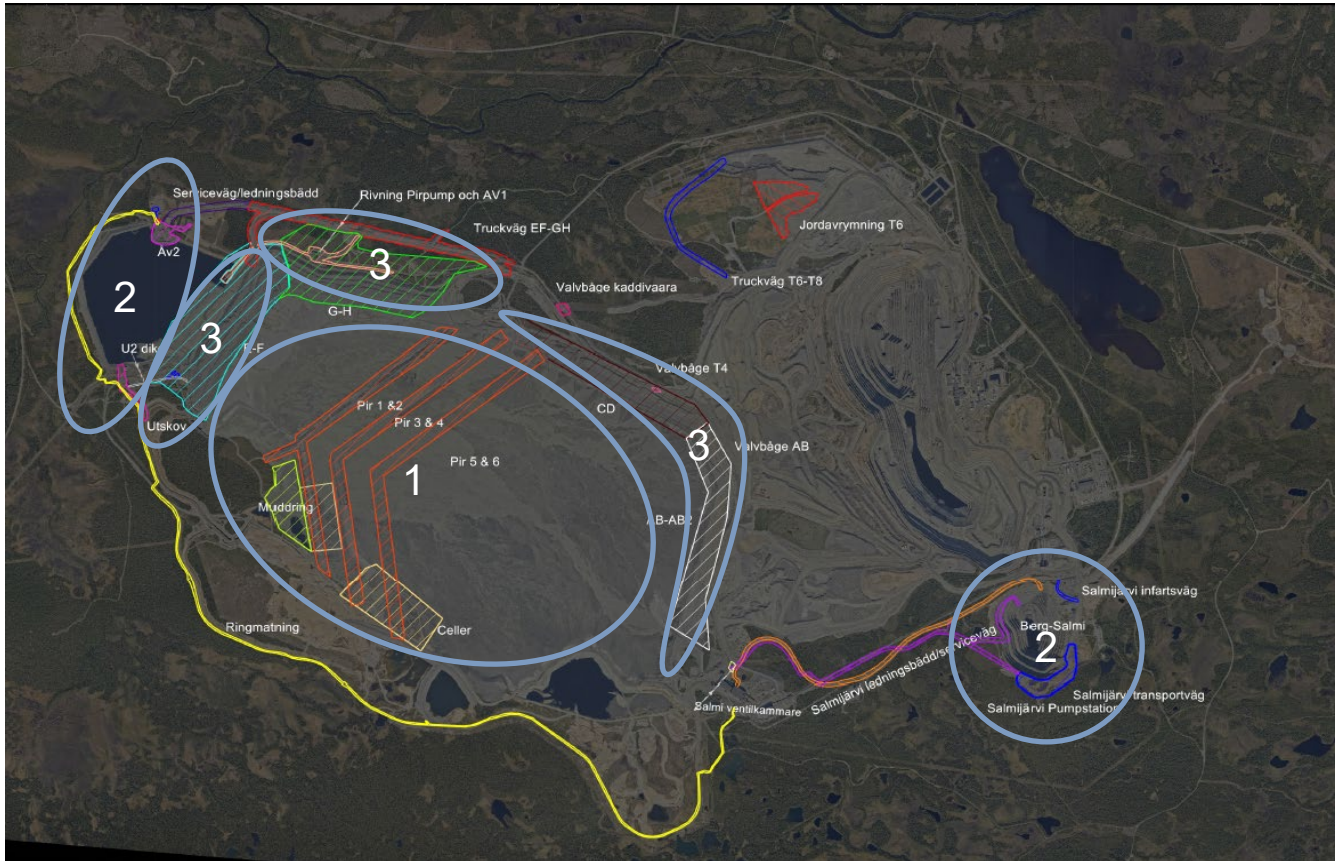 Serviceväg/ledningsbädd
Rivning Pirpump och AV1
Truckväg EF-GH
Jordavrymning T6
Truckväg T6-T8
Av2
3
2
Valvbåge kaddivaara
G-H
U2 dik
3
E-F
Valvbåge T4
Pir 1 &2
CD
Pir 3 & 4
Utskov
3
Valvbåge AB
Pir 5 & 6
1
Muddring
AB-AB2
Salmijärvi infartsväg
Ringmatning
Celler
Berg-Salmi
2
Salmijärvi ledningsbädd/serviceväg
Salmijärvi transportväg
Salmijärvi Pumpstation
Salmi ventilkammare